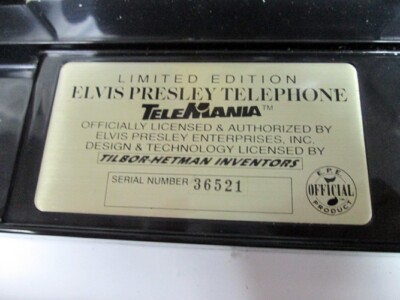 LIMITED EDITION
ELVIS PRESLEY TELEPHONE
TELEMANIA™
OFFICIALLY LICENSED & AUTHORIZED BY
ELVIS PRESLEY ENTERPRISES, INC.
DESIGN & TECHNOLOGY LICENSED BY
TILBOR-HETMAN INVENTORS
SERIAL NUMBER 36521
E.P.E.
OFFICIAL
PRODUCT